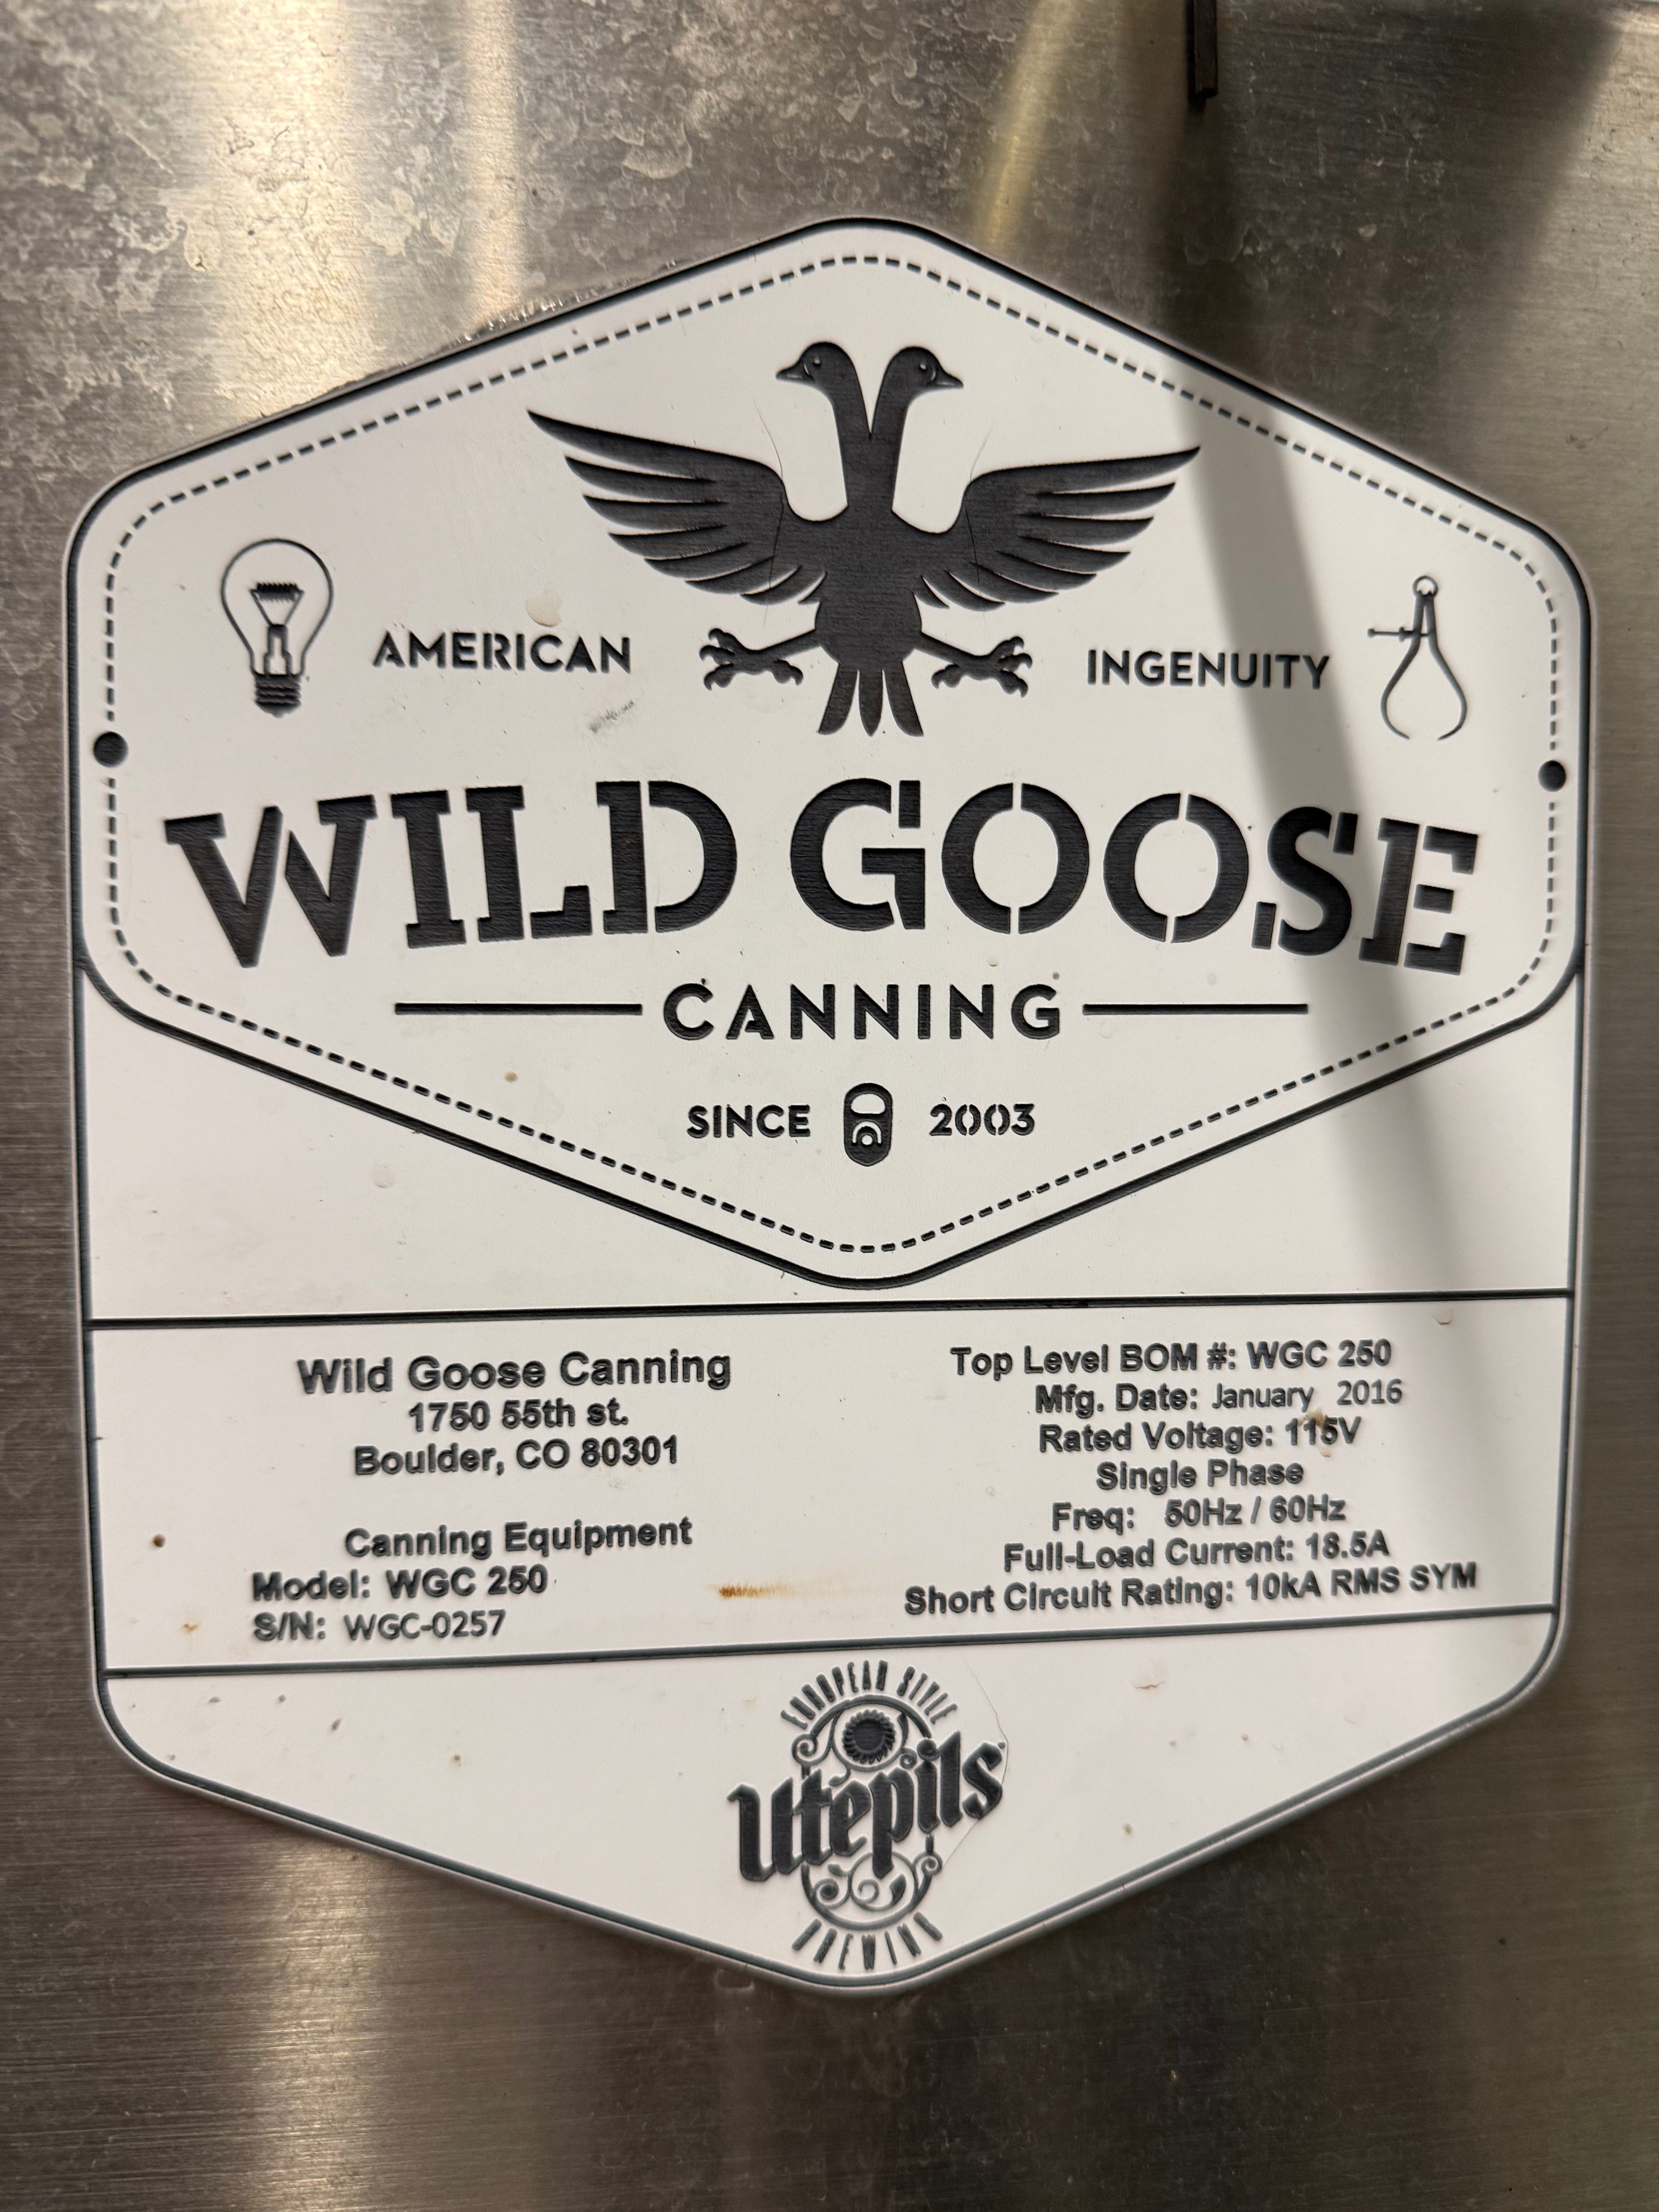 AMERICAN INGENUITY
WILD GOOSE
CANNING
SINCE 2003
Wild Goose Canning
1750 55th st.
Boulder, CO 80301
Canning Equipment
Model: WGC 250
S/N: WGC-0257
Top Level BOM #: WGC 250
Mfg. Date: January 2016
Rated Voltage: 115V
Single Phase
Freq: 50Hz / 60Hz
Full-Load Current: 18.5A
Short Circuit Rating: 10kA RMS SYM
EUROPEAN STYLE
Utepils
BREWING